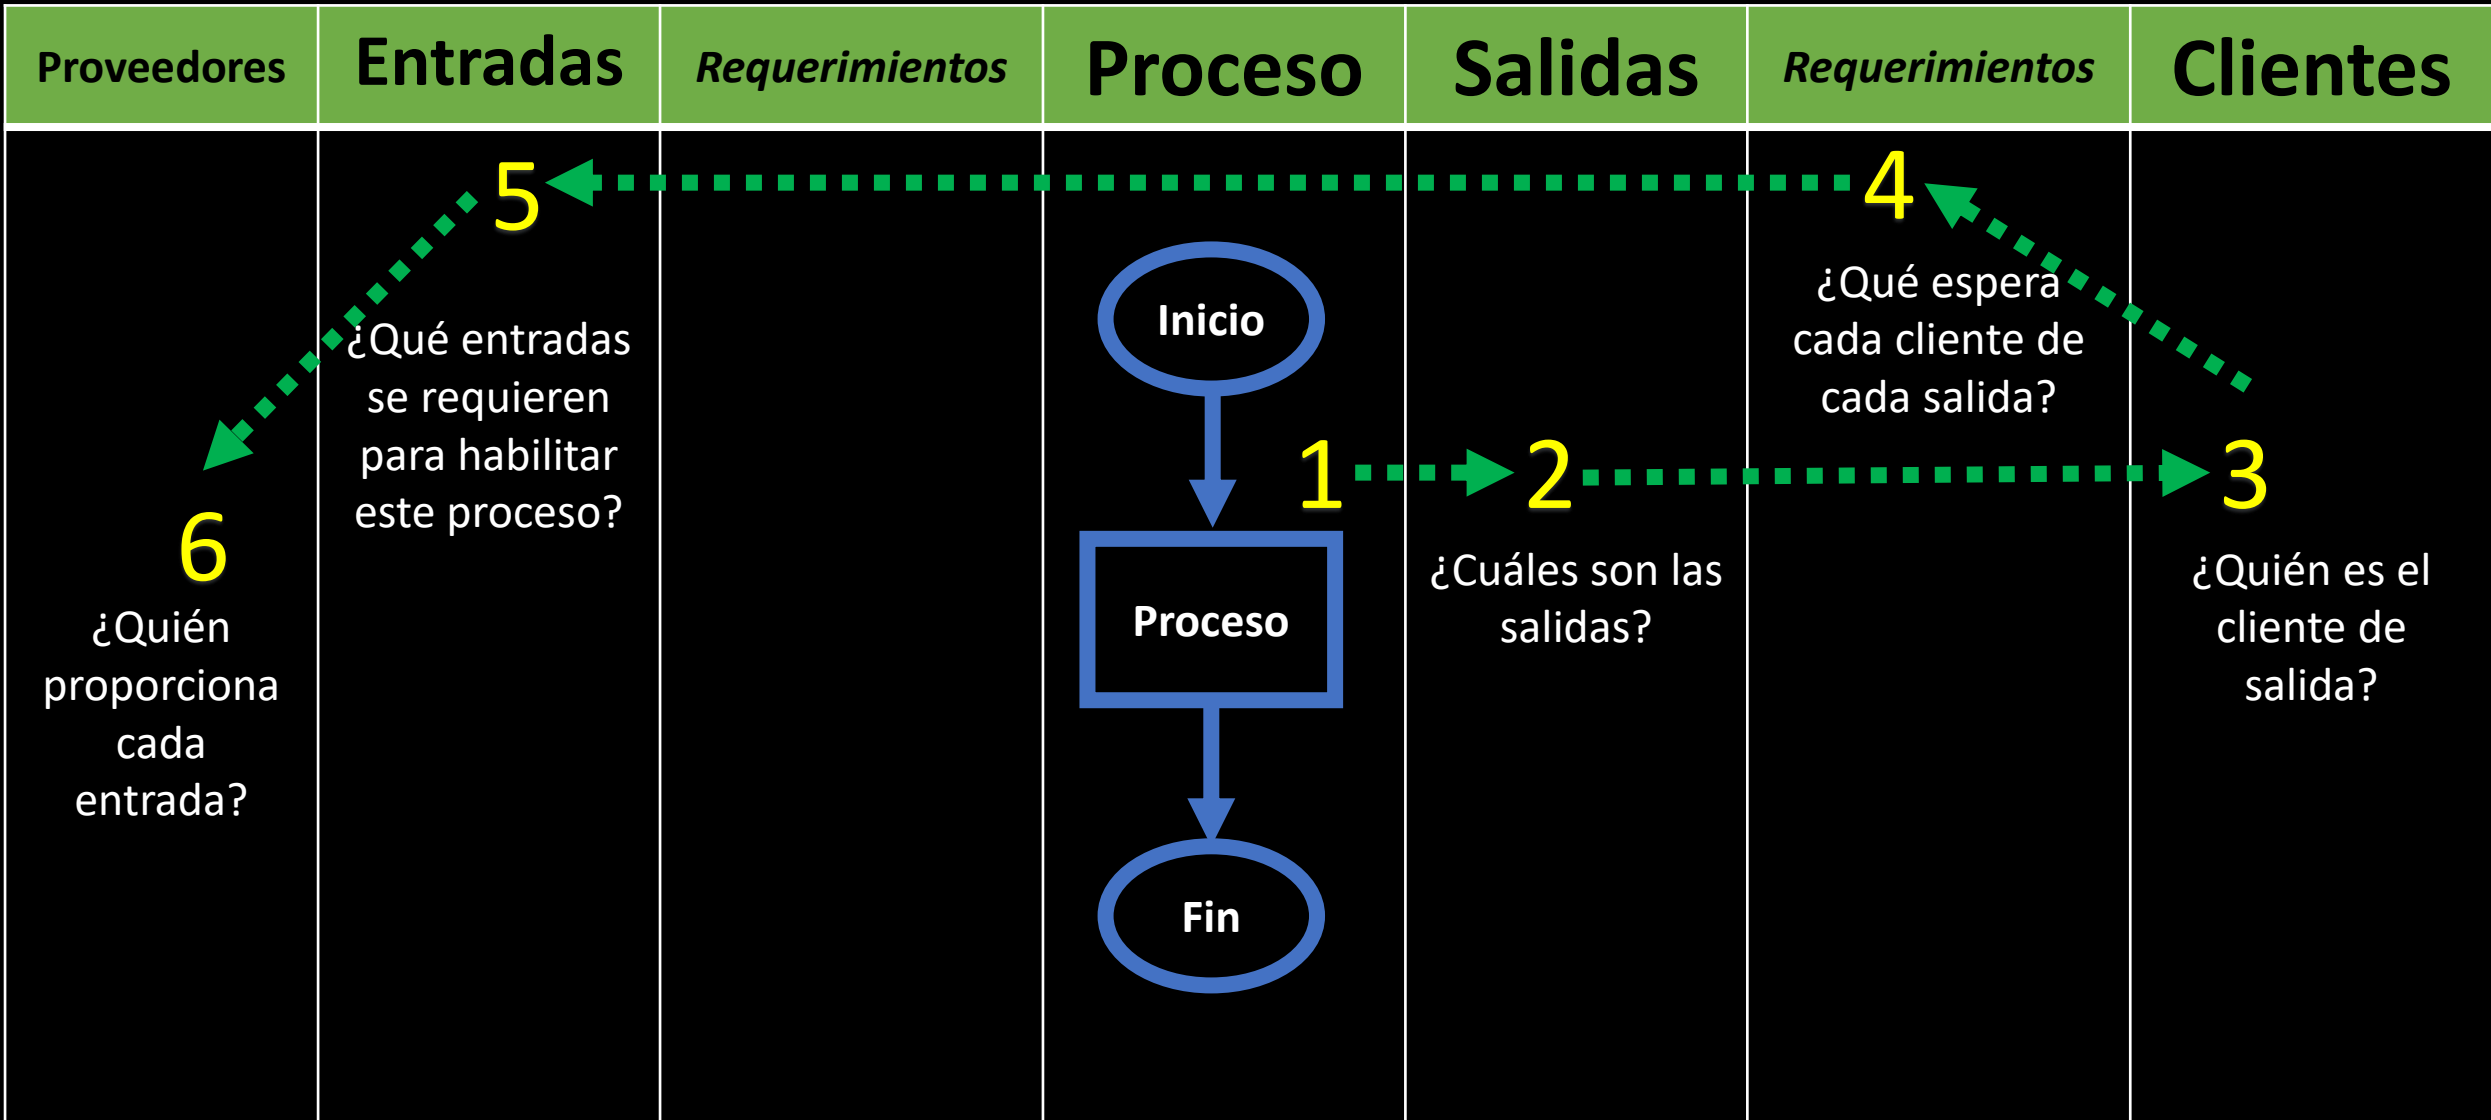 Proveedores
Entradas
Requerimientos
Proceso
Salidas
Requerimientos
Clientes
5
4
¿Qué espera
cada cliente de
cada salida?
Inicio
¿Qué entradas
se requieren
para habilitar
este proceso?
1
2
3
6
¿Quién
proporciona
cada
entrada?
Proceso
¿Cuáles son las
salidas?
¿Quién es el
cliente de
salida?
Fin